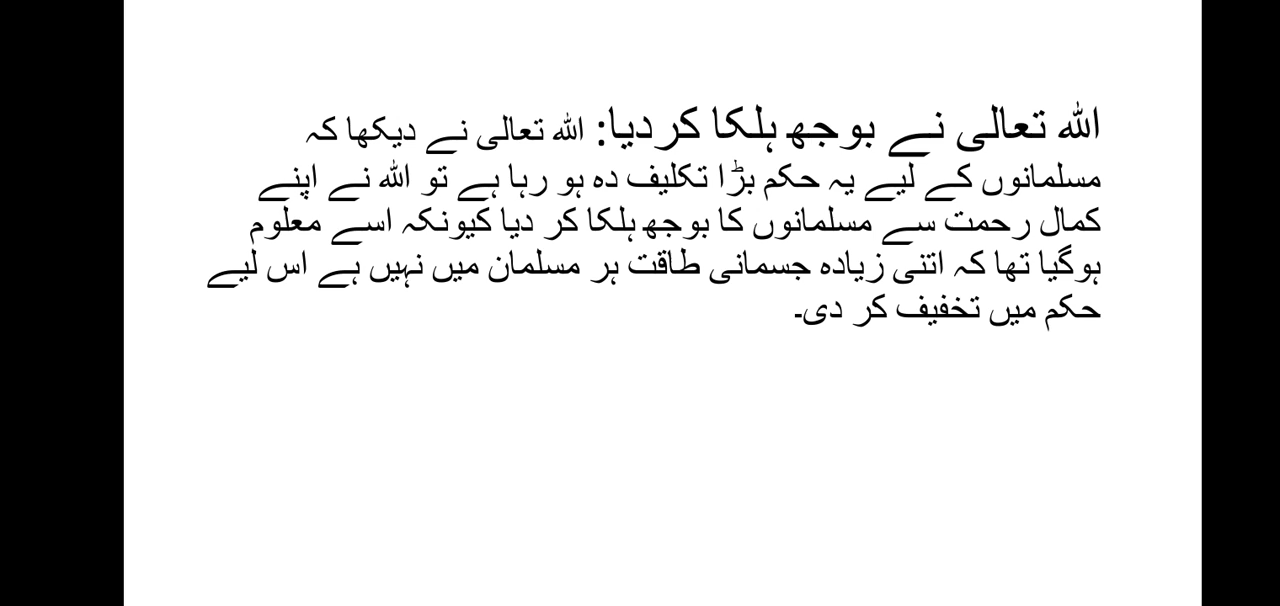 اللہ تعالی نے بوجھ ہلکا کردیا: اللہ تعالی نے دیکھا کہ
مسلمانوں کے لیے یہ حکم بڑا تکلیف دہ ہو رہا ہے تو اللہ نے اپنے
کمال رحمت سے مسلمانوں کا بوجھ ہلکا کر دیا کیونکہ اسے معلوم
ہوگیا تھا کہ اتنی زیادہ جسمانی طاقت ہر مسلمان میں نہیں ہے اس لیے
حکم میں تخفیف کر دی۔